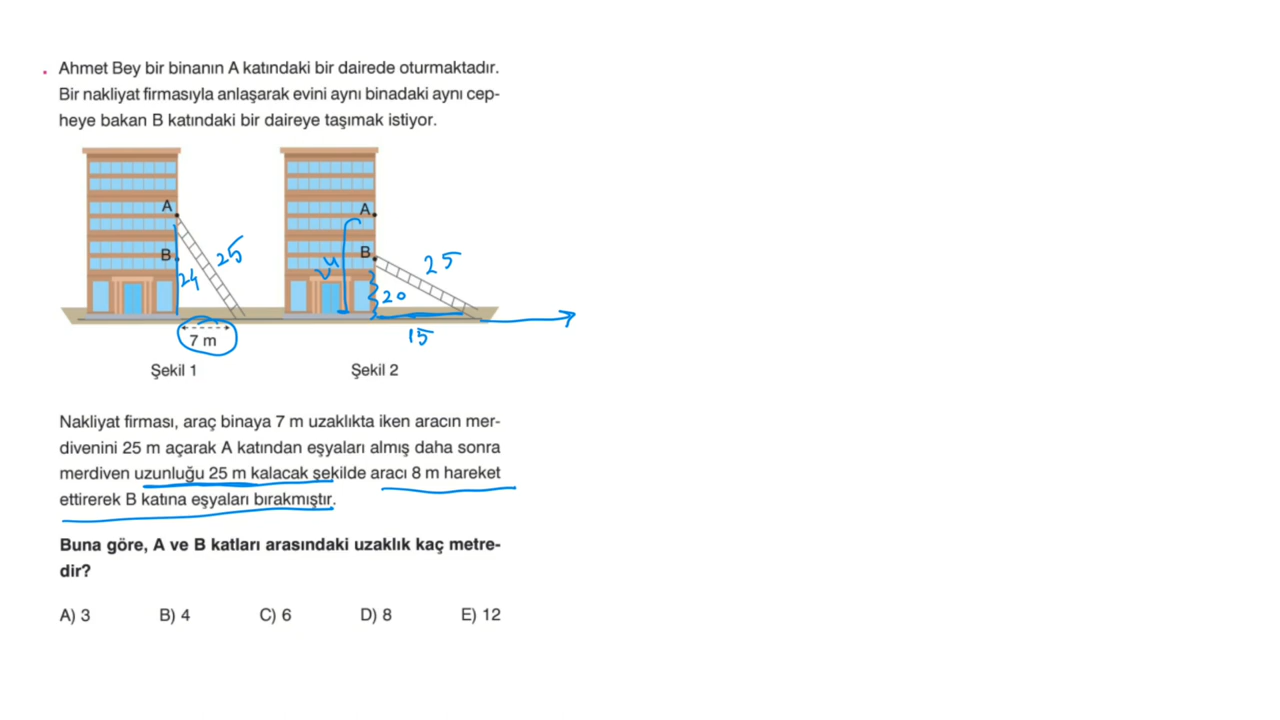 Ahmet Bey bir binanın A katındaki bir dairede oturmaktadır.
Bir nakliyat firmasıyla anlaşarak evini aynı binadaki aynı cep-
heye bakan B katındaki bir daireye taşımak istiyor.
A
A
B
25
B
25
24
24
20
7 m
15
Şekil 1
Şekil 2
Nakliyat firması, araç binaya 7 m uzaklıkta iken aracın mer-
divenini 25 m açarak A katından eşyaları almış daha sonra
merdiven uzunluğu 25 m kalacak şekilde aracı 8 m hareket
ettirerek B katına eşyaları bırakmıştır.
Buna göre, A ve B katları arasındaki uzaklık kaç metre-
dir?
A) 3 B) 4 C) 6 D) 8 E) 12